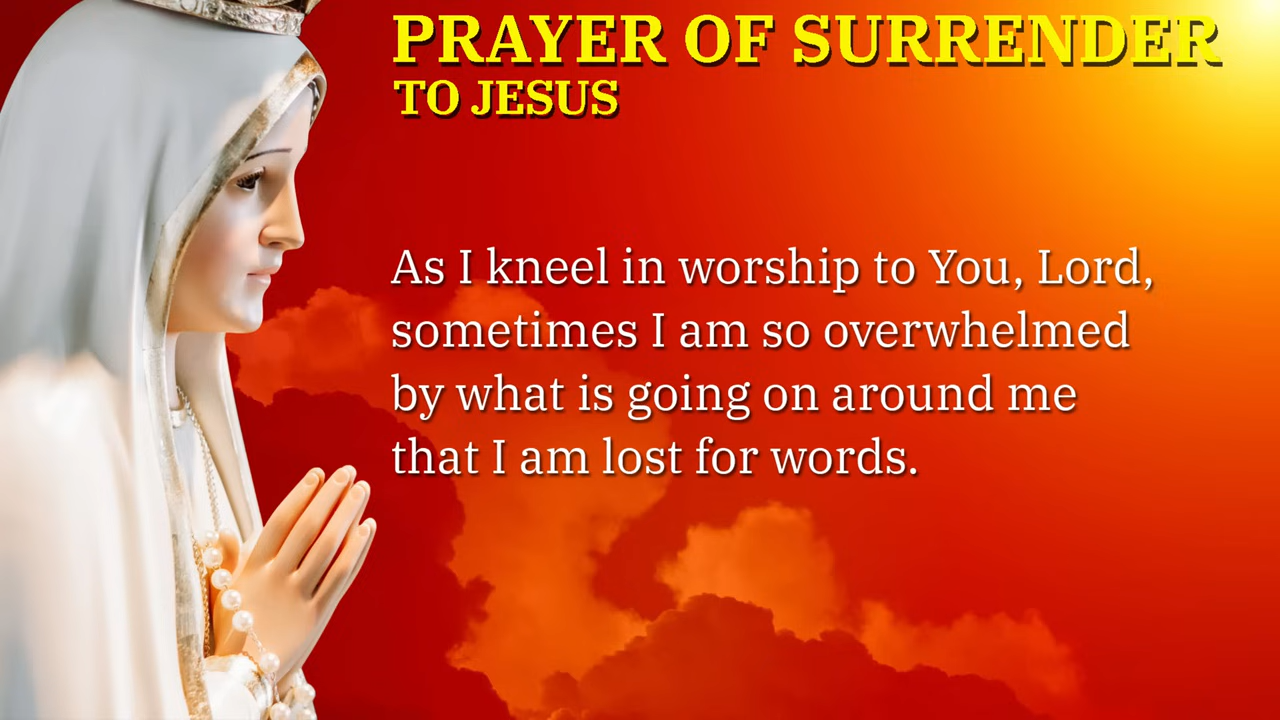 PRAYER OF SURRENDER
TO JESUS
As I kneel in worship to You, Lord,
sometimes I am so overwhelmed
by what is going on around me
that I am lost for words.